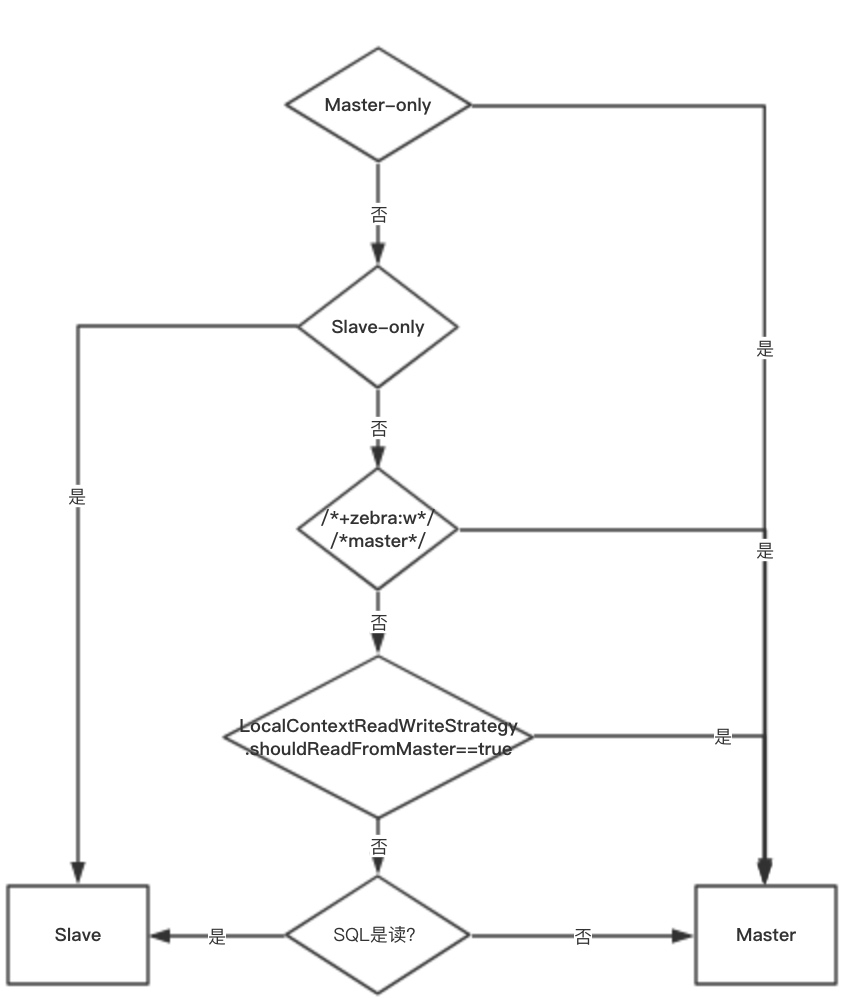 Master-only
否
Slave-only
是
否
是
/*+zebra:w*/
/*master*/
是
否
LocalContextReadWriteStrategy
.shouldReadFromMaster==true
是
否
Slave
是
SQL是读?
否
Master